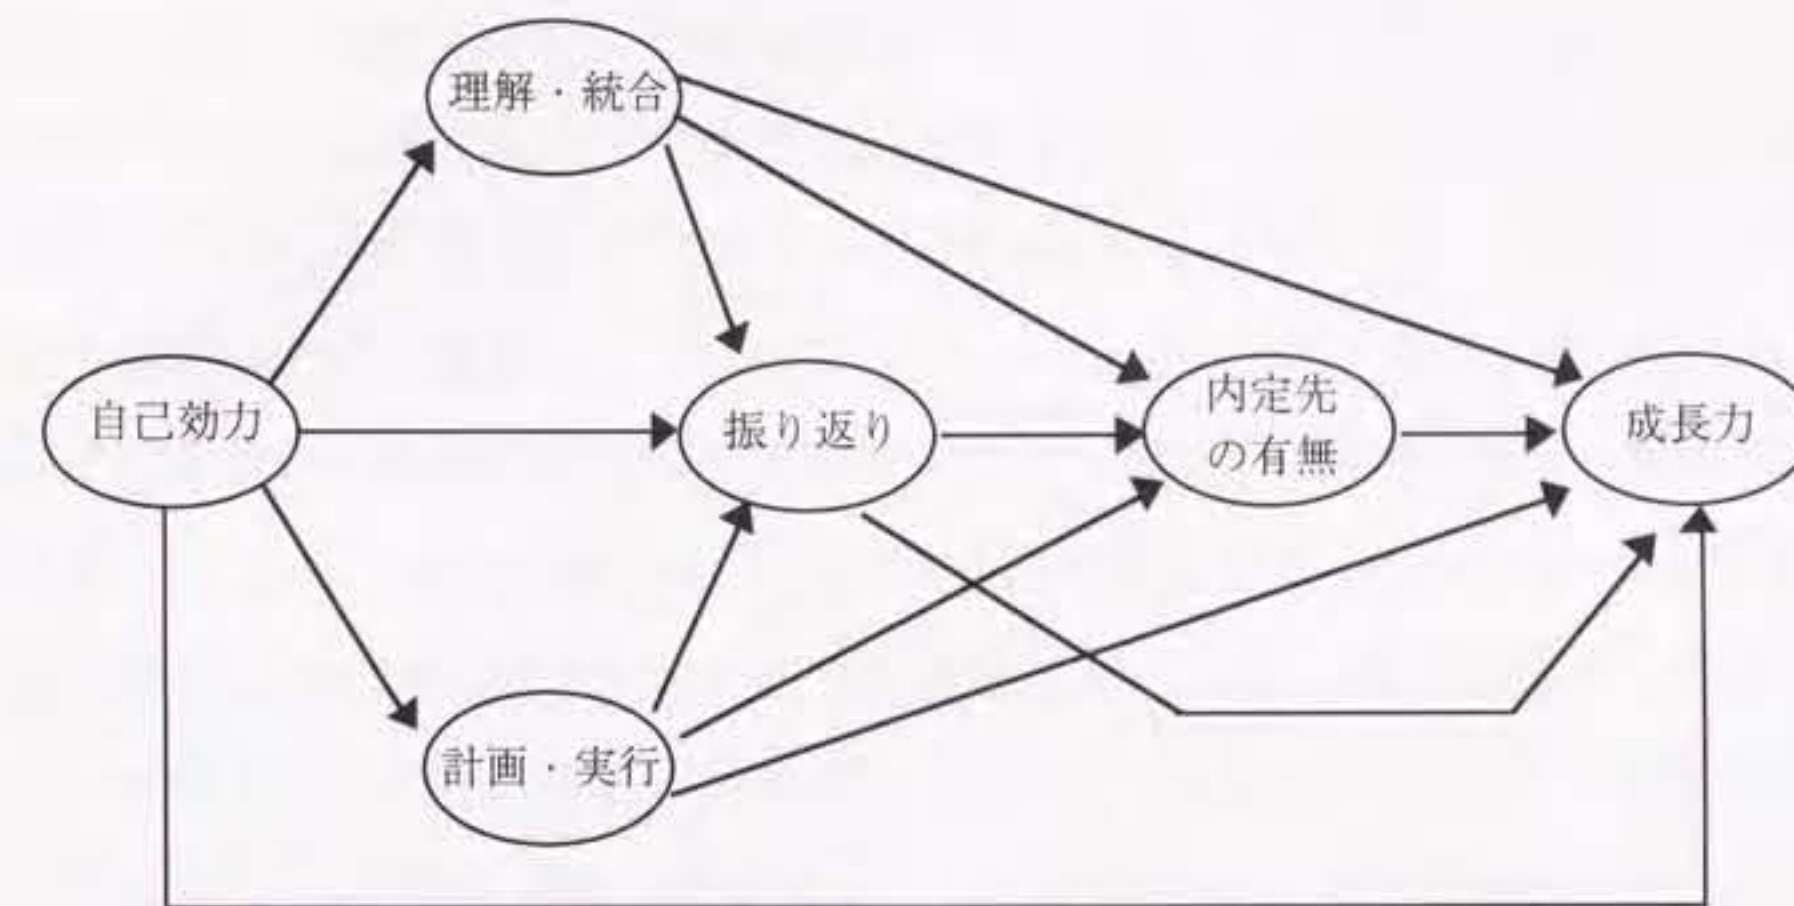 理解・統合
自己効力
振り返り
内定先
の有無
成長力
計画・実行